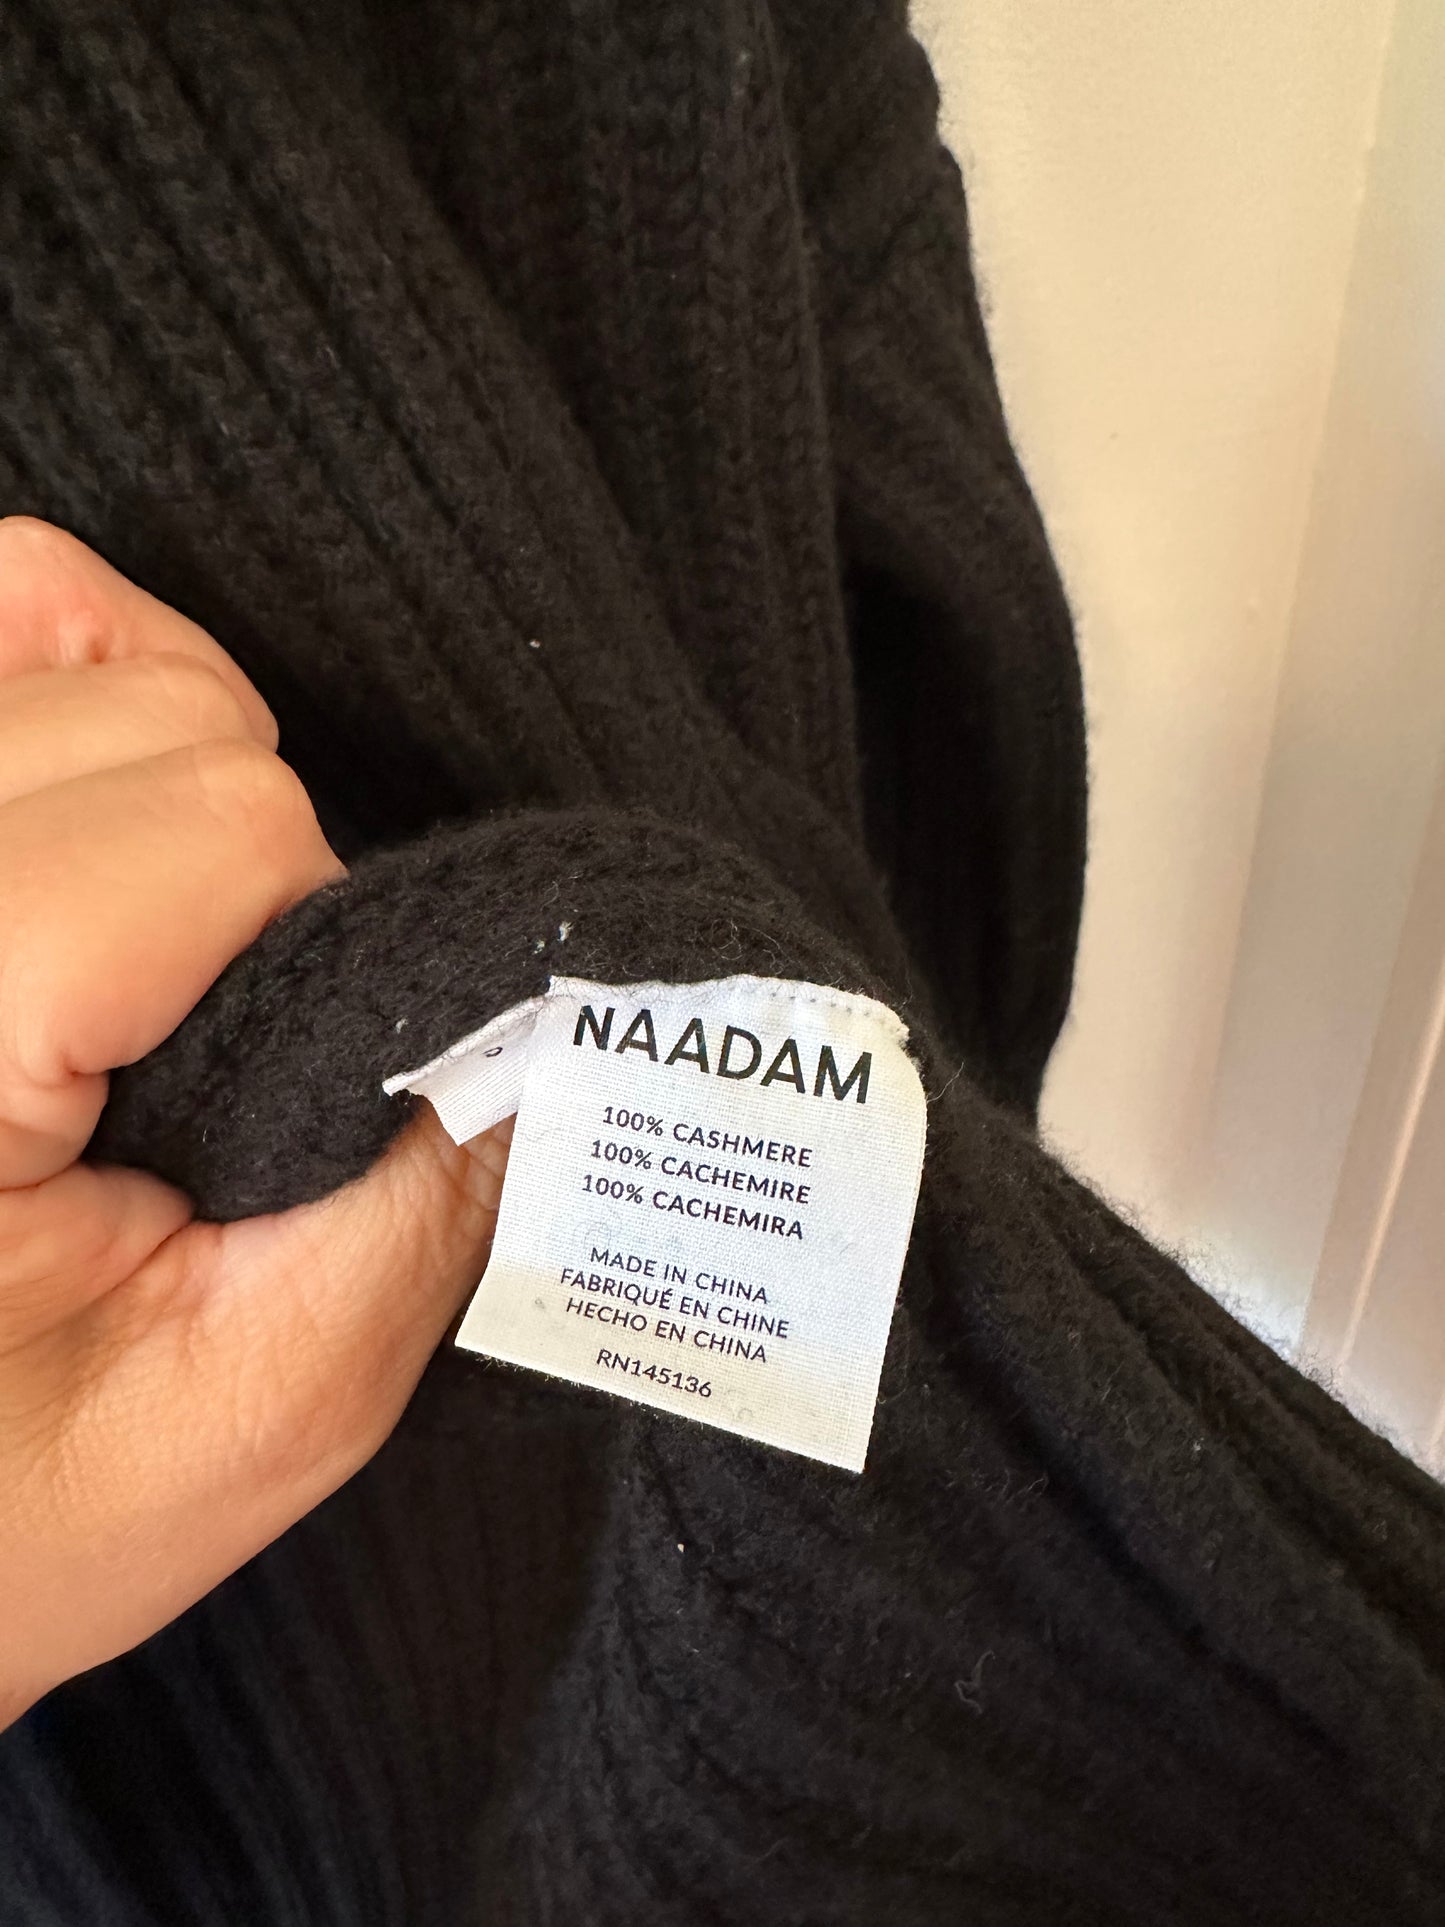 NAADAM
100% CASHMERE
100% CACHEMIRE
100% CACHEMIRA
MADE IN CHINA
FABRIQUÉ EN CHINE
HECHO EN CHINA
RN145136